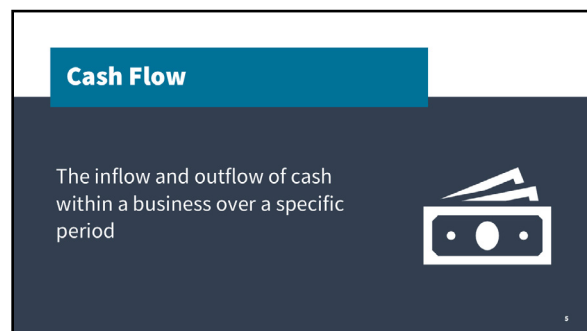 Cash Flow
The inflow and outflow of cash
within a business over a specific
period
5